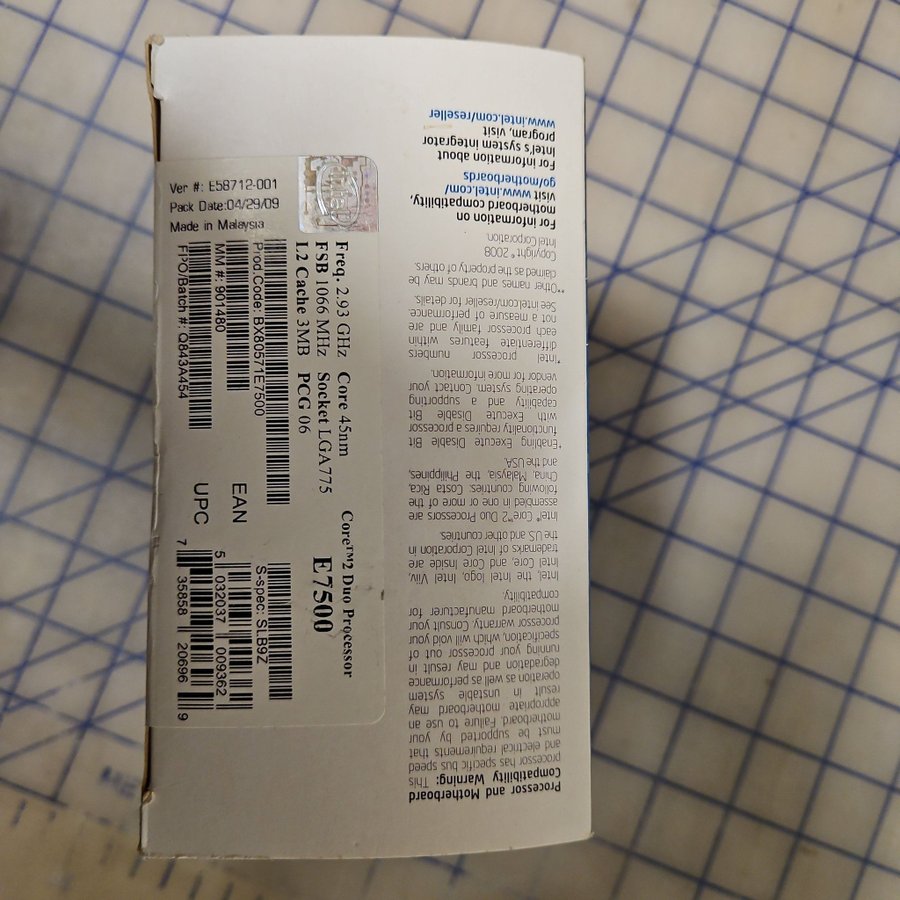 Ver #: E58712-001
Pack Date:04/29/09
Made in Malaysia
Freq. 2.93 GHz Core 45nm
FSB 1066 MHz Socket LGA775
L2 Cache 3MB PCG 06
Core™2 Duo Processor
E7500
Prod.Code: BX80571E7500
MM #: 901480
FPO/Batch #: Q843A454
S-spec: SLB9Z
EAN
5 032037 009362
UPC
7 35858 20696 9
Processor and Motherboard
Compatibility Warning: This
processor has specific bus speed
and electrical requirements that
must be supported by your
motherboard. Failure to use an
appropriate motherboard may
result in unstable system
operation as well as performance
degradation and may result in
running your processor out of
specification, which will void your
processor warranty. Consult your
motherboard manufacturer for
compatibility.
Intel, the Intel logo, Intel Viiv,
Intel Core, and Core Inside are
trademarks of Intel Corporation in
the US and other countries.
Intel® Core™2 Duo Processors are
assembled in one or more of the
following countries: Costa Rica,
China, Malaysia, the Philippines,
and the USA.
*Enabling Execute Disable Bit
functionality requires a processor
with Execute Disable Bit
capability and a supporting
operating system. Contact your
vendor for more information.
*Intel processor numbers
differentiate features within
each processor family and are
not a measure of performance.
See intel.com/reseller for details.
**Other names and brands may be
claimed as the property of others.
Copyright © 2008
Intel Corporation.
For information on
motherboard compatibility,
visit www.intel.com/
go/motherboards
For information about
Intel's system integrator
program, visit
www.intel.com/reseller